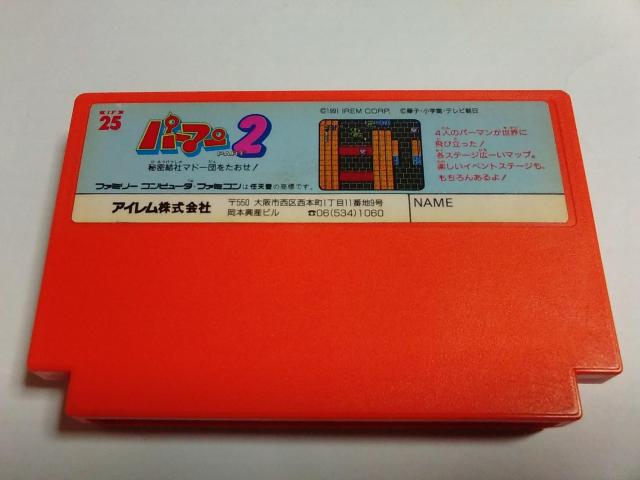 25
©1991 IREM CORP. ©藤子・小学館・テレビ朝日
パーマン
PART 2
秘密結社マドー団をたおせ!
4人のパーマンが世界に
飛び立った!
各ステージ広ーいマップ。
楽しいイベントステージも、
もちろんあるよ!
ファミリーコンピュータ・ファミコンは任天堂の商標です。
アイレム株式会社
〒550 大阪市西区西本町1丁目11番地9号
岡本興産ビル ☎06(534)1060
NAME